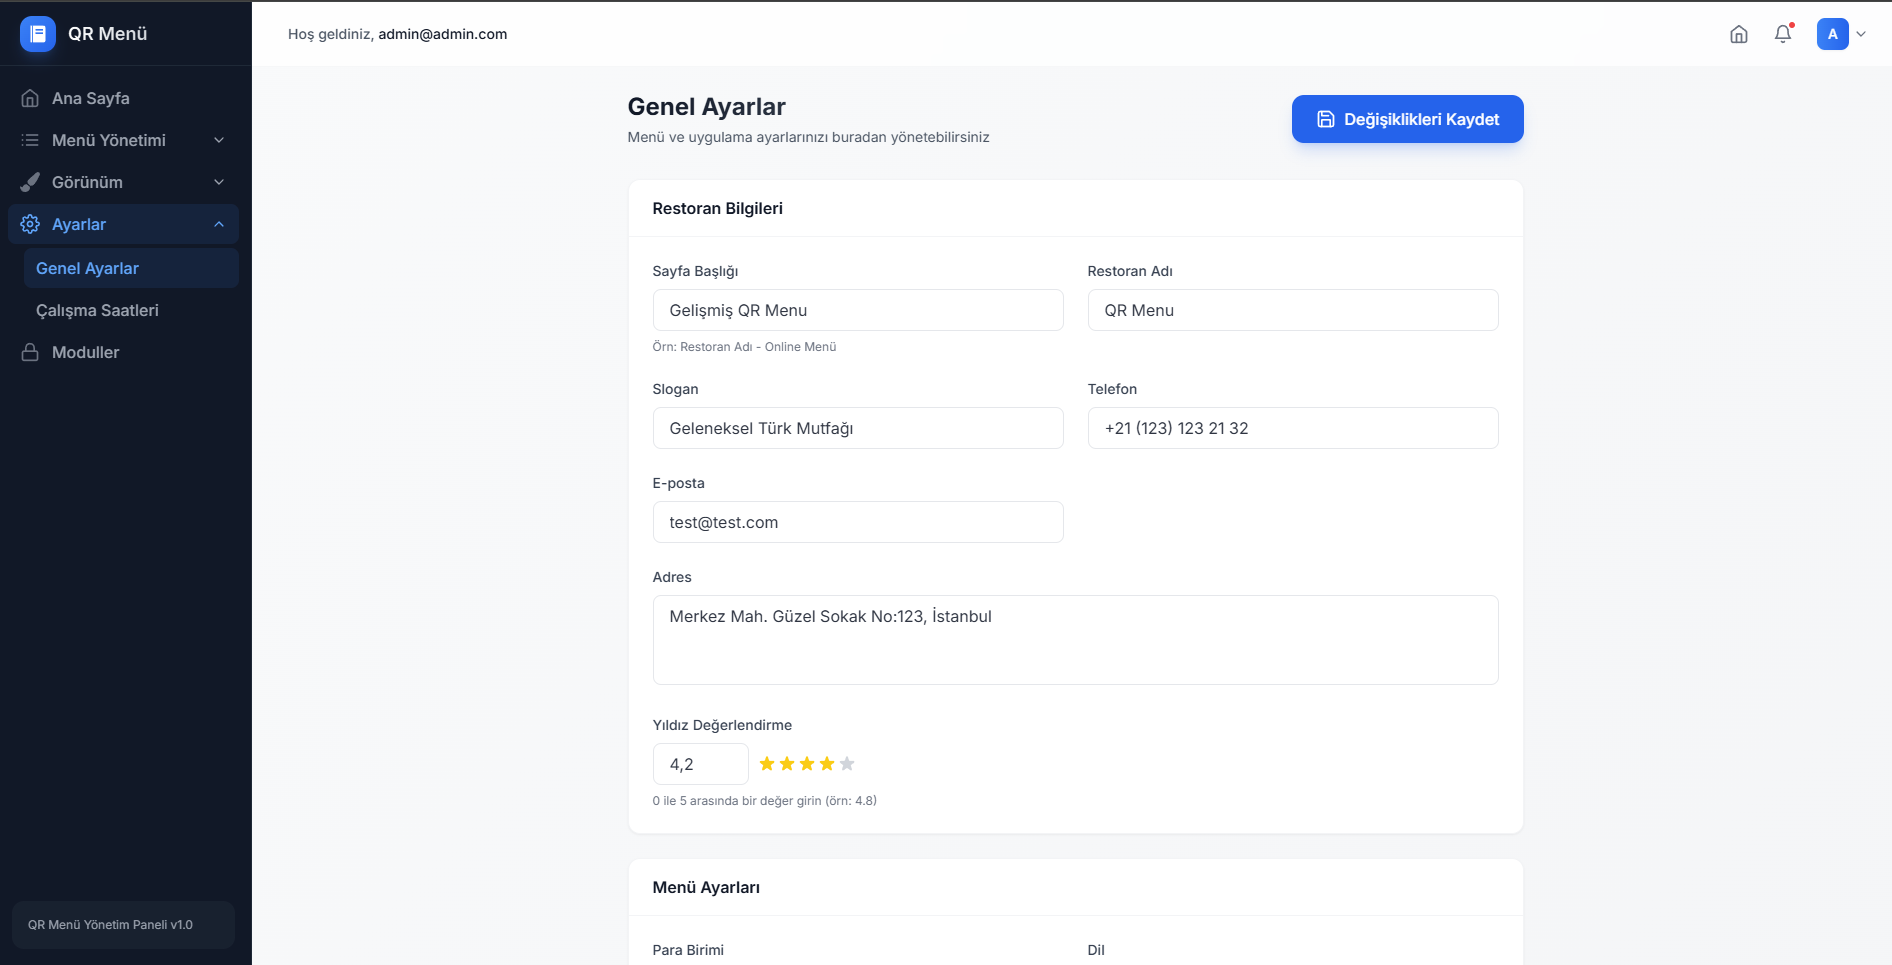 QR Menü
Hoş geldiniz, admin@admin.com
A
Ana Sayfa
Menü Yönetimi
Görünüm
Ayarlar
Genel Ayarlar
Çalışma Saatleri
Moduller
QR Menü Yönetim Paneli v1.0
Genel Ayarlar
Menü ve uygulama ayarlarınızı buradan yönetebilirsiniz
Değişiklikleri Kaydet
Restoran Bilgileri
Sayfa Başlığı
Gelişmiş QR Menu
Örn: Restoran Adı - Online Menü
Restoran Adı
QR Menu
Slogan
Geleneksel Türk Mutfağı
Telefon
+21 (123) 123 21 32
E-posta
test@test.com
Adres
Merkez Mah. Güzel Sokak No:123, İstanbul
Yıldız Değerlendirme
4,2
0 ile 5 arasında bir değer girin (örn: 4.8)
Menü Ayarları
Para Birimi
Dil